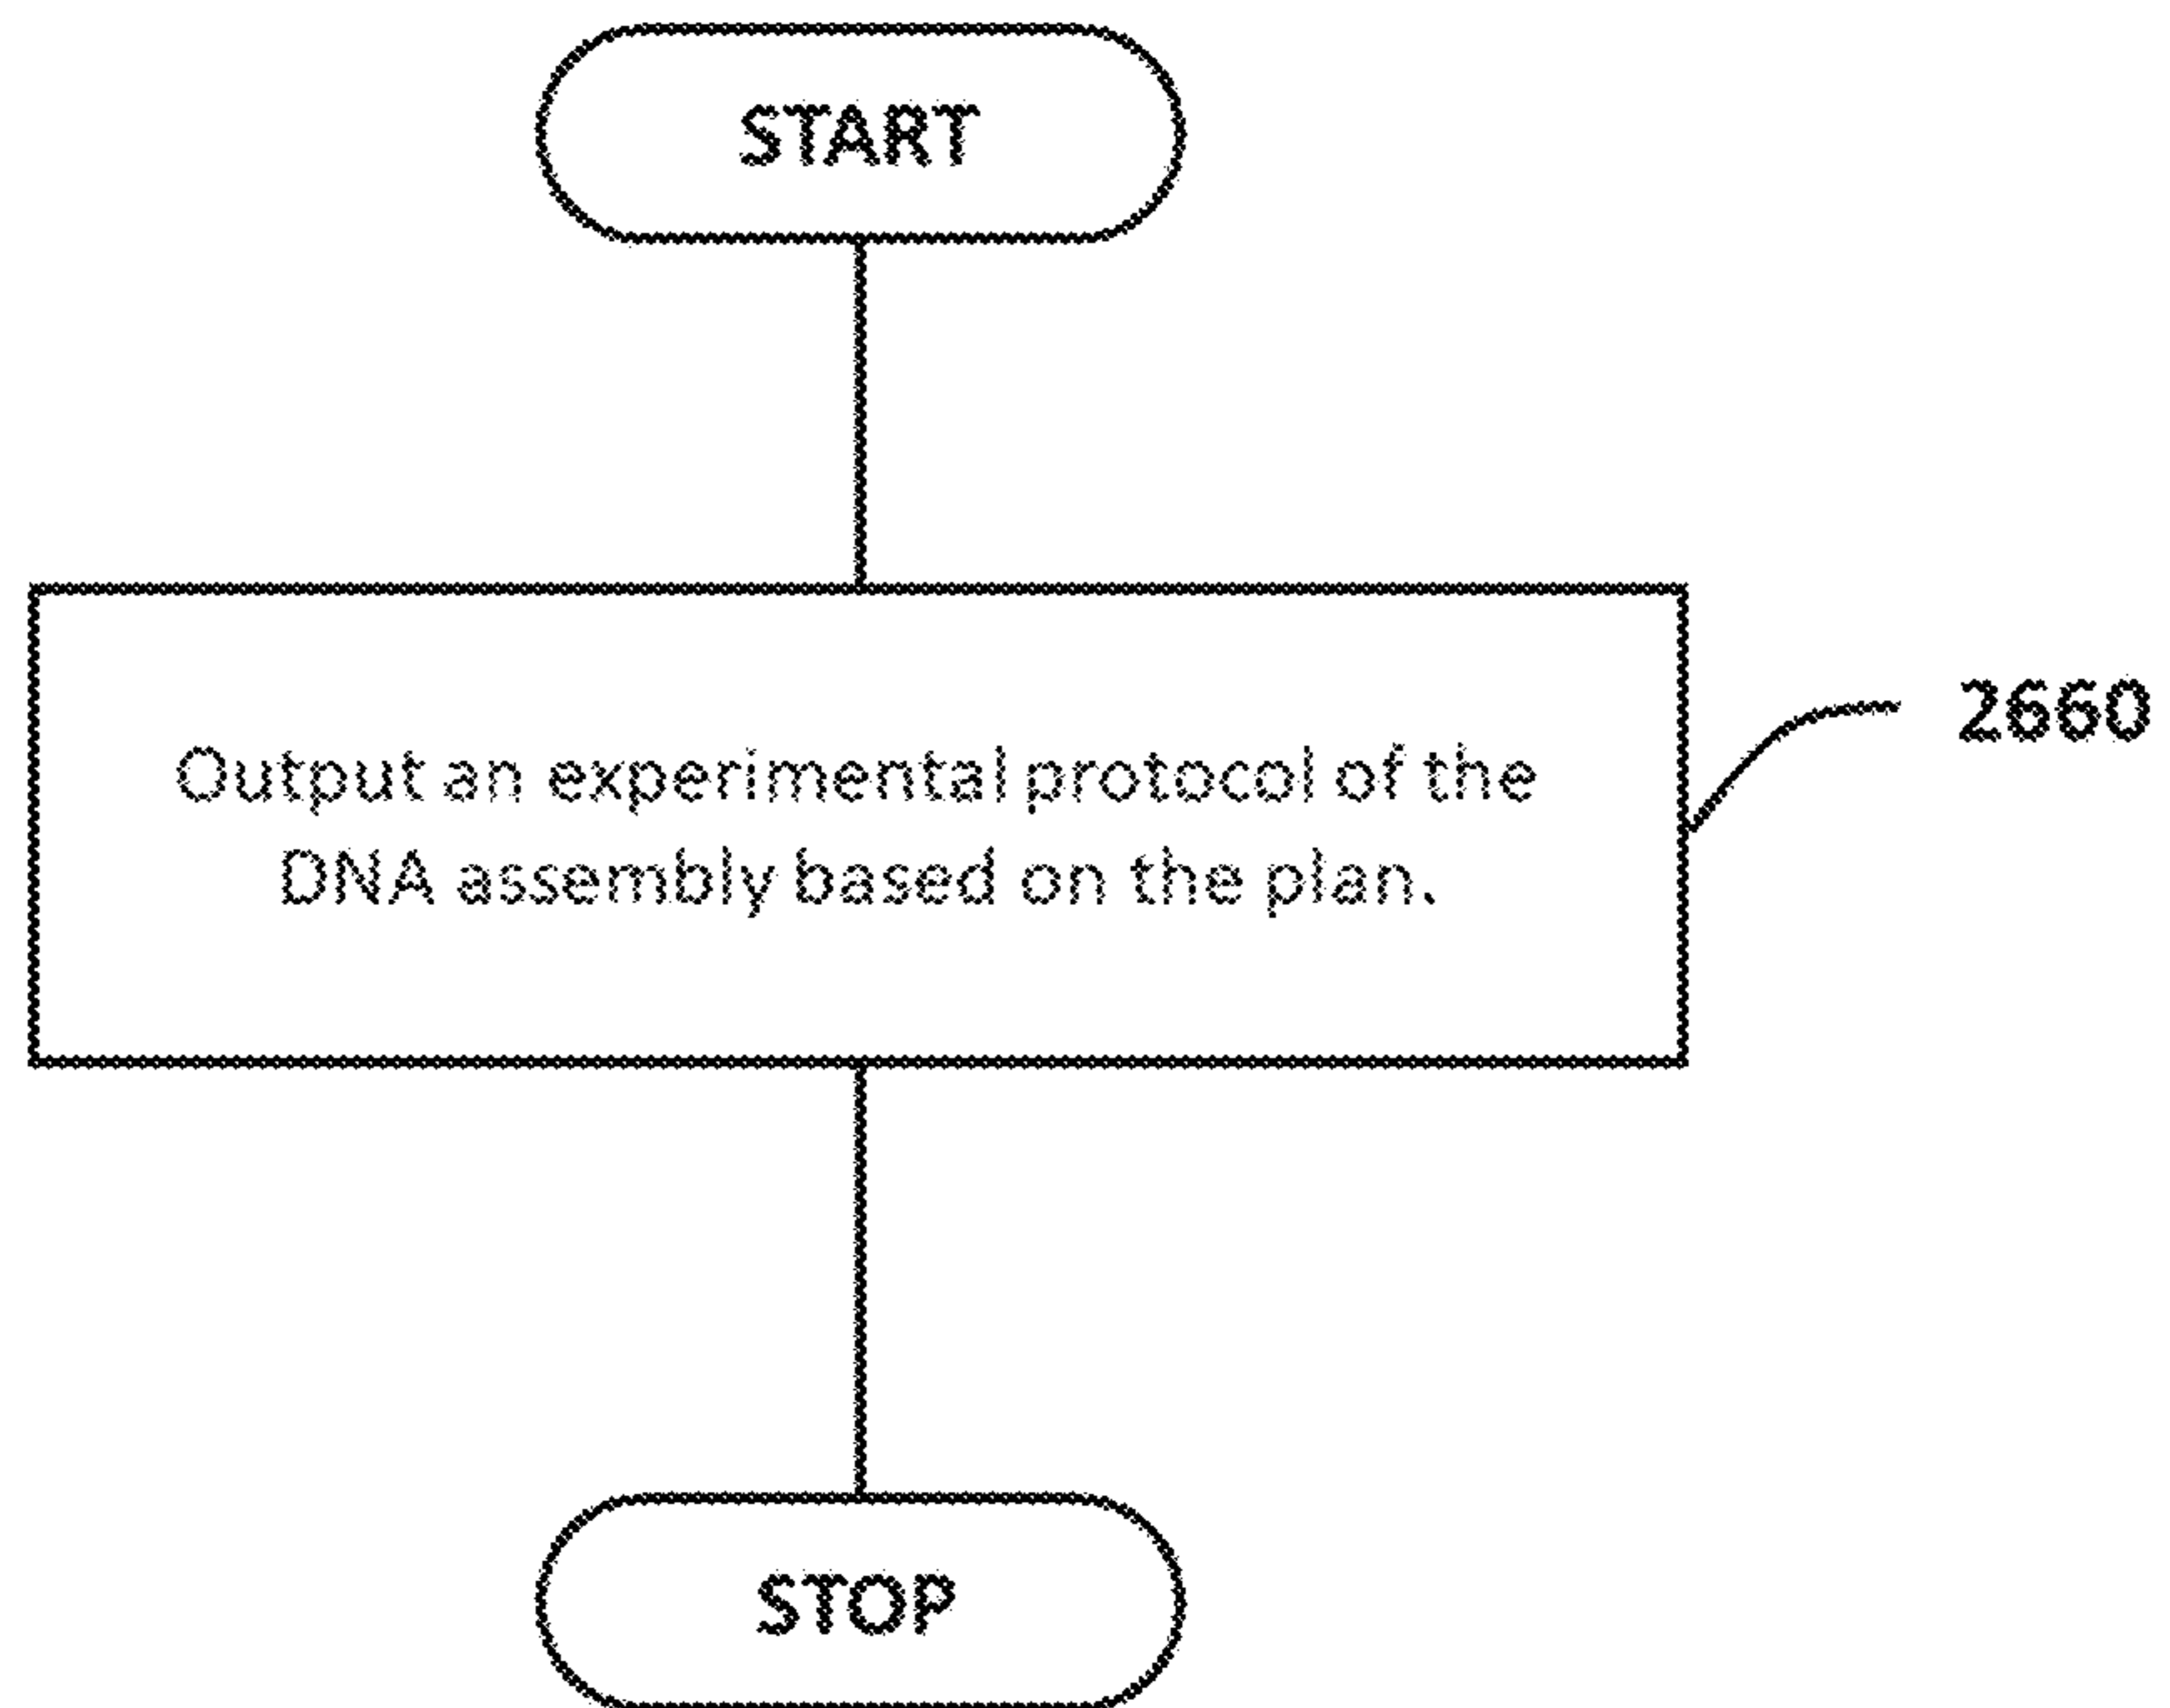 START
2660
Output an experimental protocol of the
DNA assembly based on the plan.
STOP